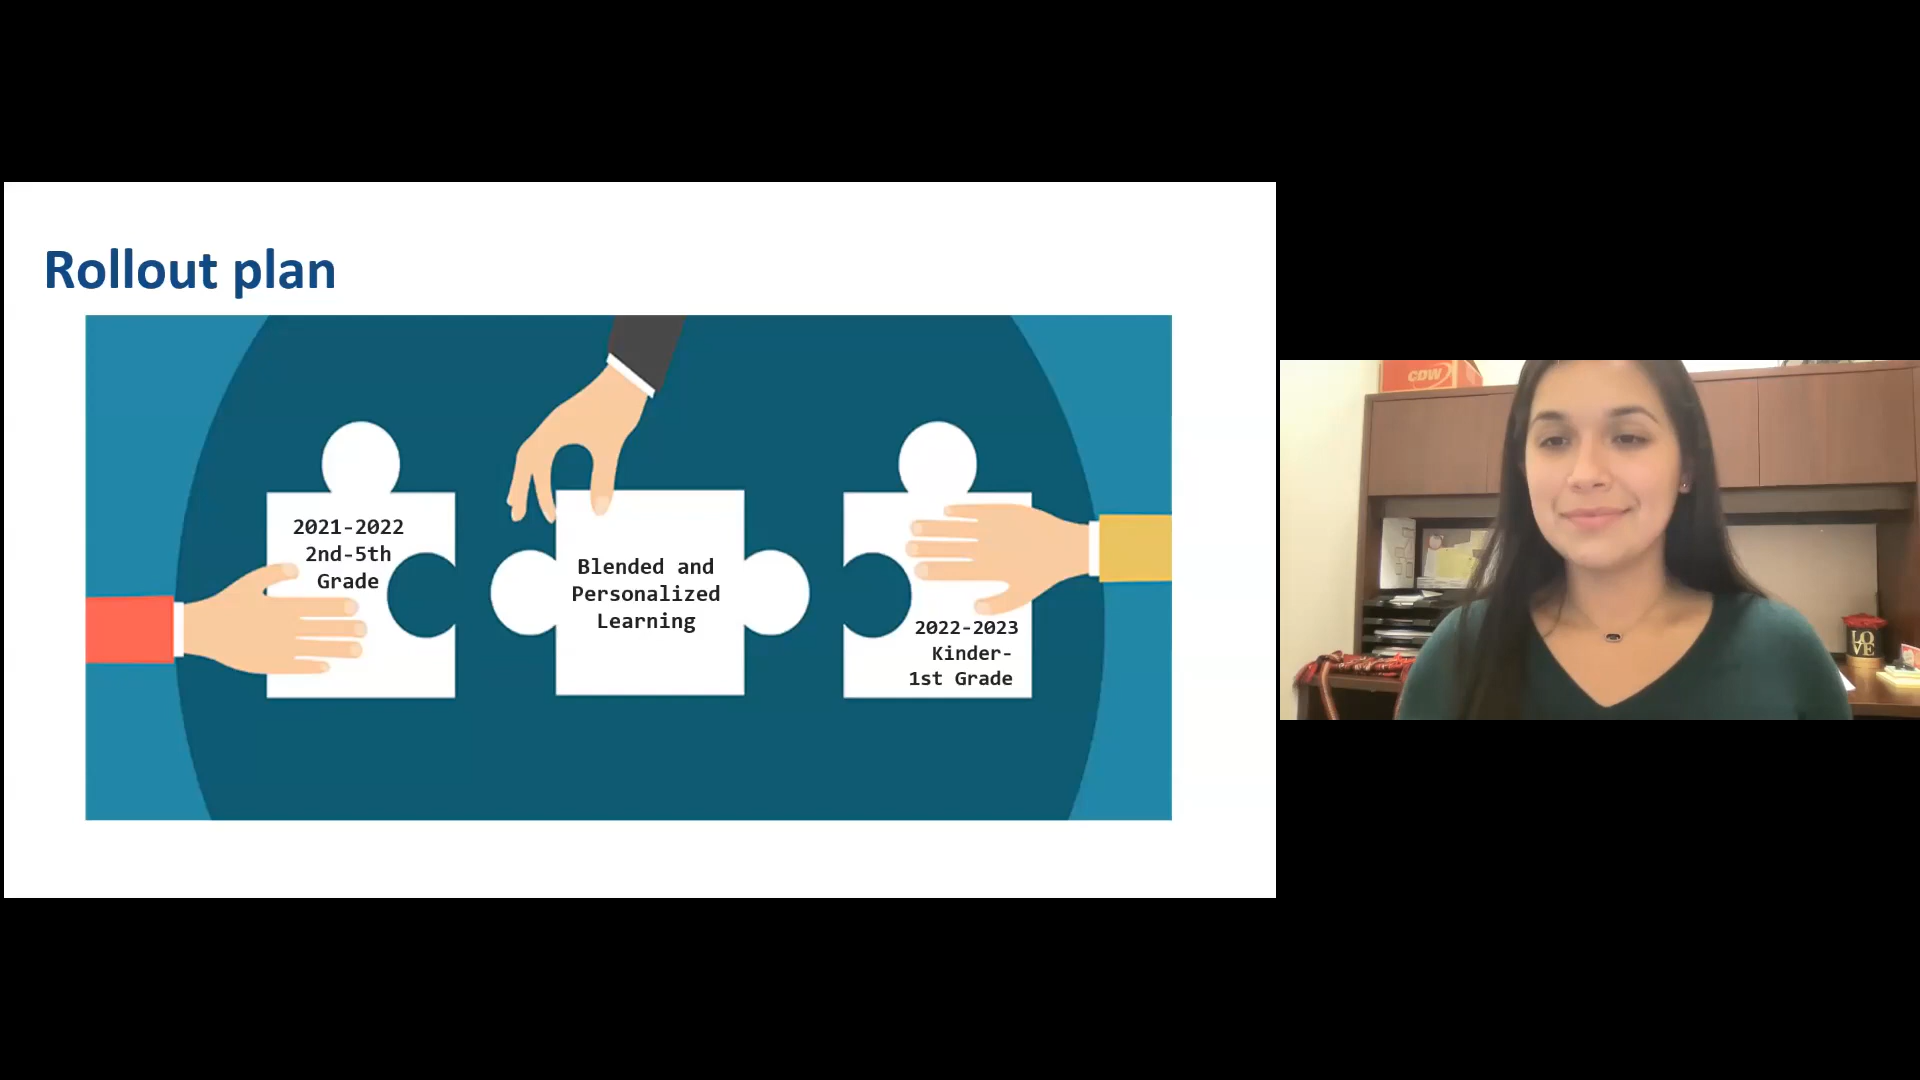 Rollout plan
2021-2022
2nd-5th
Grade
Blended and
Personalized
Learning
2022-2023
Kinder-
1st Grade
CDW
LO
VE